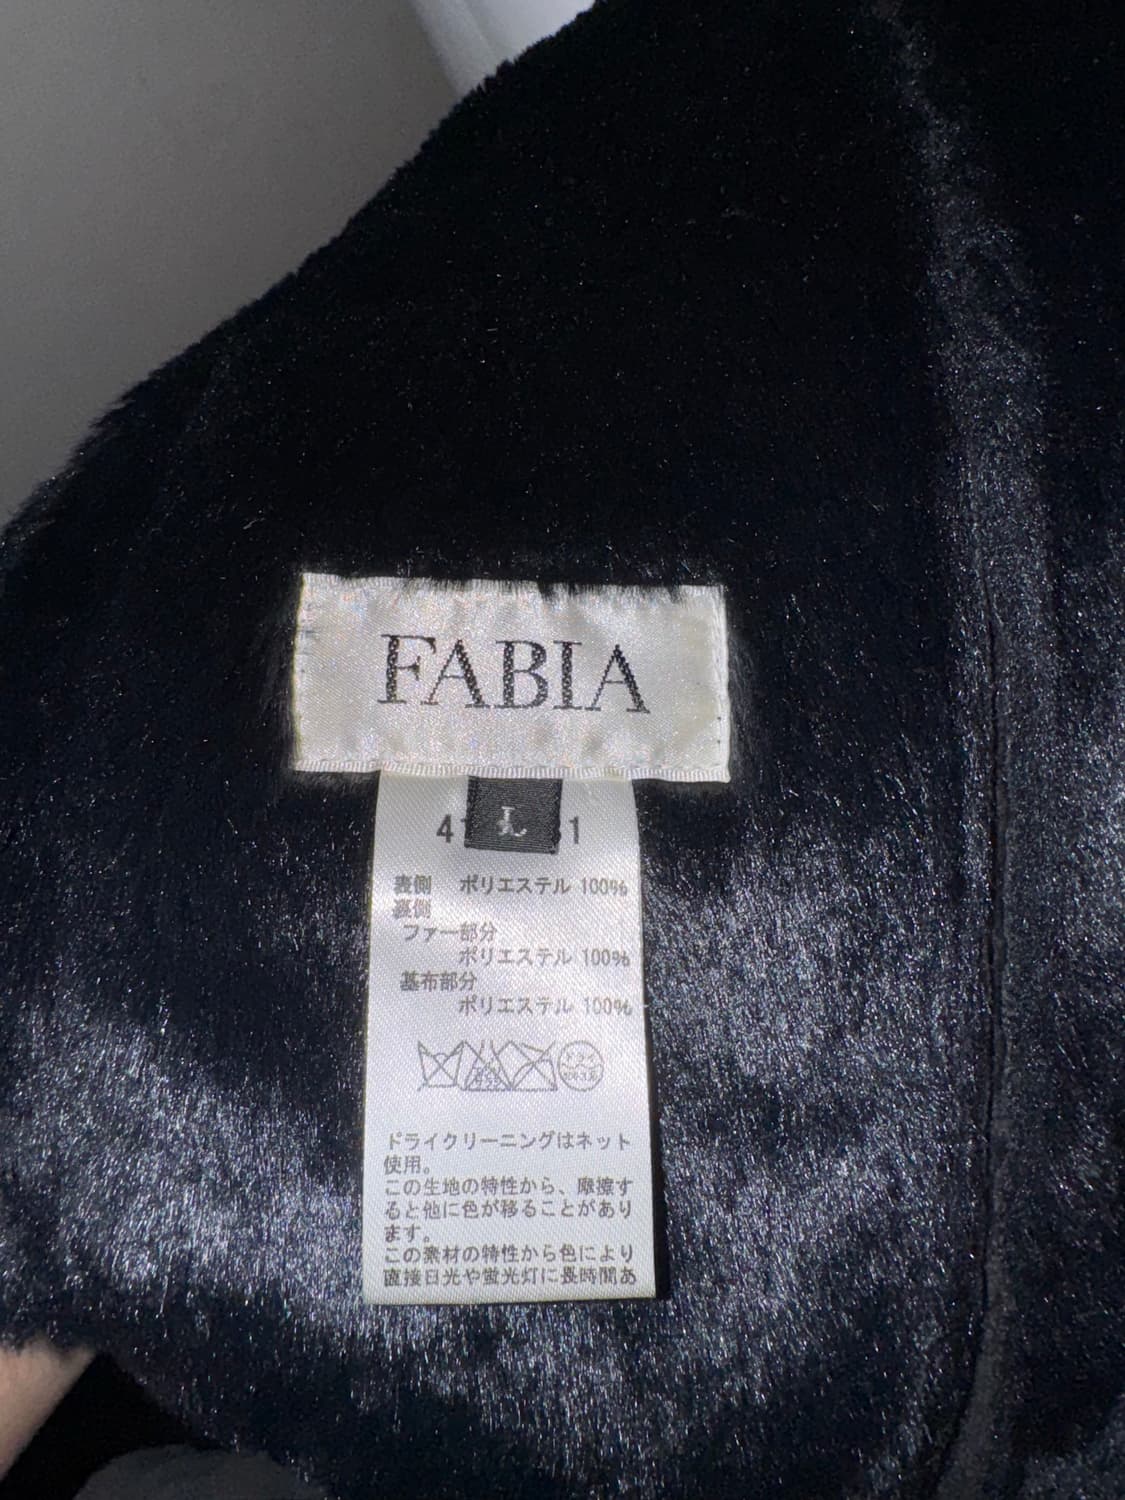 FABIA
L
4 1
表側 ポリエステル 100%
裏側
ファー部分
ポリエステル 100%
基布部分
ポリエステル 100%
ドライクリーニングはネット
使用。
この生地の特性から、摩擦す
ると他に色が移ることがあり
ます。
この素材の特性から色により
直接日光や蛍光灯に長時間あ